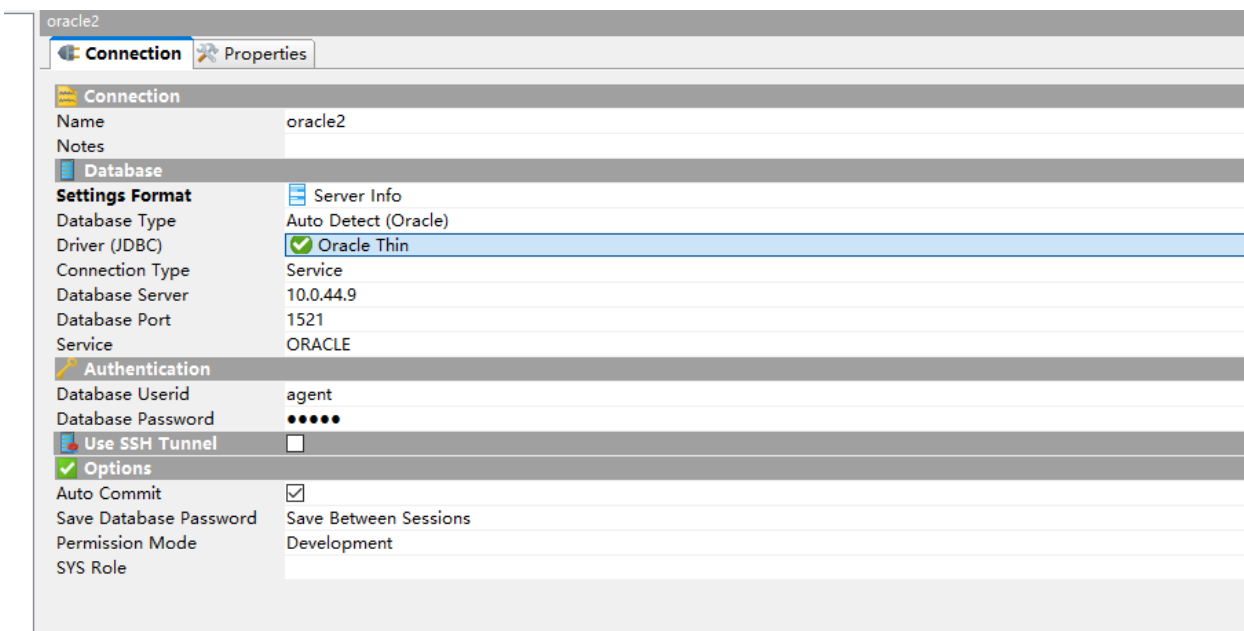 oracle2
Connection Properties
Connection
Name oracle2
Notes
Database
Settings Format Server Info
Database Type Auto Detect (Oracle)
Driver (JDBC) Oracle Thin
Connection Type Service
Database Server 10.0.44.9
Database Port 1521
Service ORACLE
Authentication
Database Userid agent
Database Password •••••
Use SSH Tunnel
Options
Auto Commit
Save Database Password Save Between Sessions
Permission Mode Development
SYS Role